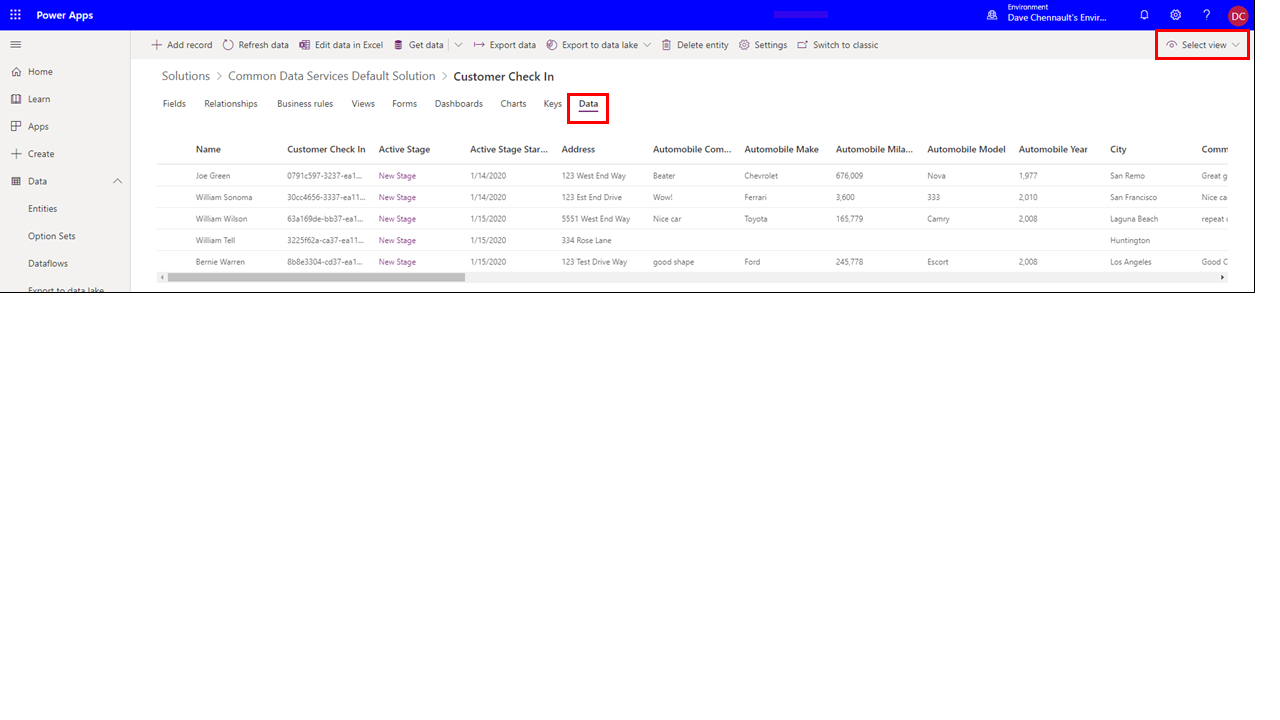 Power Apps
Environment
Dave Chennault's Envir...
?
DC
Add record Refresh data Edit data in Excel Get data Export data Export to data lake Delete entity Settings Switch to classic Select view
Home
Learn
Apps
Create
Data
Entities
Option Sets
Dataflows
Export to data lake
Solutions > Common Data Services Default Solution > Customer Check In
Fields Relationships Business rules Views Forms Dashboards Charts Keys Data
Name Customer Check In Active Stage Active Stage Star... Address Automobile Com... Automobile Make Automobile Mila... Automobile Model Automobile Year City Comm
Joe Green 0791c597-3237-ea1... New Stage 1/14/2020 123 West End Way Beater Chevrolet 676,009 Nova 1,977 San Remo Great g
William Sonoma 30cc4656-3337-ea11... New Stage 1/14/2020 123 Est End Drive Wow! Ferrari 3,600 333 2,010 San Francisco Nice ca
William Wilson 63a169de-bb37-ea1... New Stage 1/15/2020 5551 West End Way Nice car Toyota 165,779 Camry 2,008 Laguna Beach repeat
William Tell 3225f62a-ca37-ea11... New Stage 1/15/2020 334 Rose Lane Huntington
Bernie Warren 8b8e3304-cd37-ea1... New Stage 1/15/2020 123 Test Drive Way good shape Ford 245,778 Escort 2,008 Los Angeles Good C